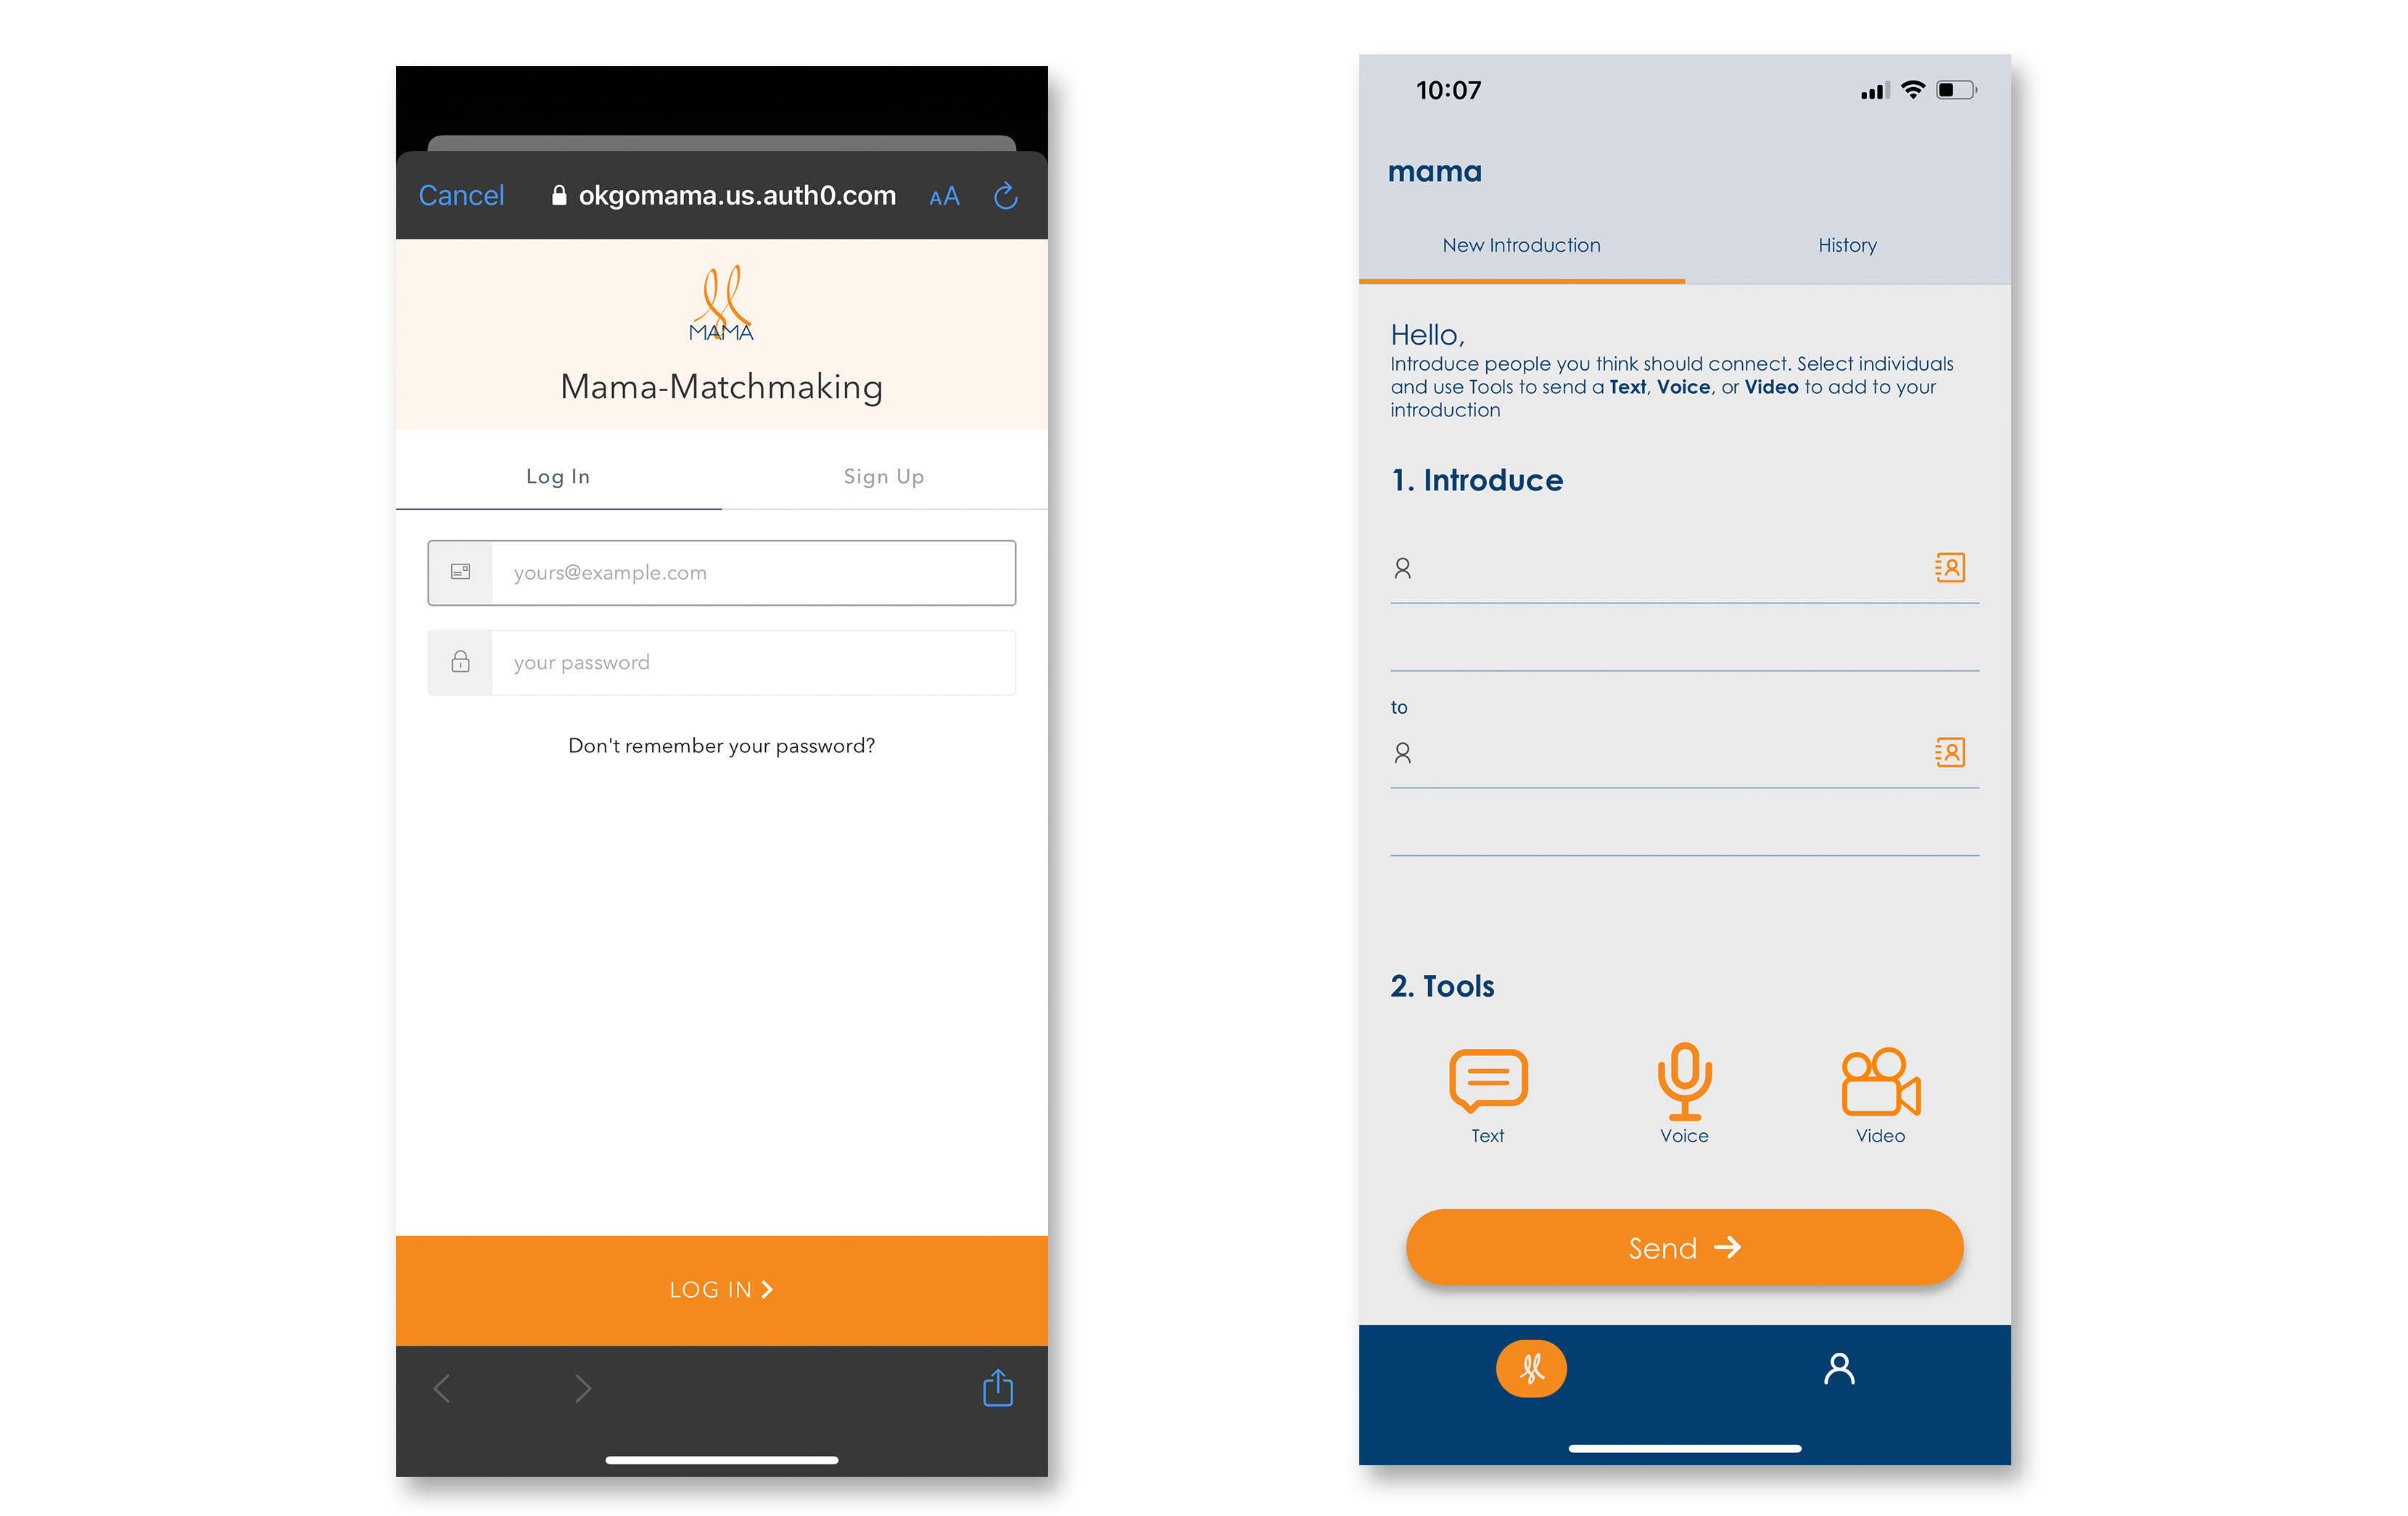 Cancel okgomama.us.auth0.com AA
MAMA
Mama-Matchmaking
Log In Sign Up
yours@example.com
your password
Don't remember your password?
LOG IN
10:07
mama
New Introduction History
Hello,
Introduce people you think should connect. Select individuals
and use Tools to send a Text, Voice, or Video to add to your
introduction
1. Introduce
to
2. Tools
Text Voice Video
Send